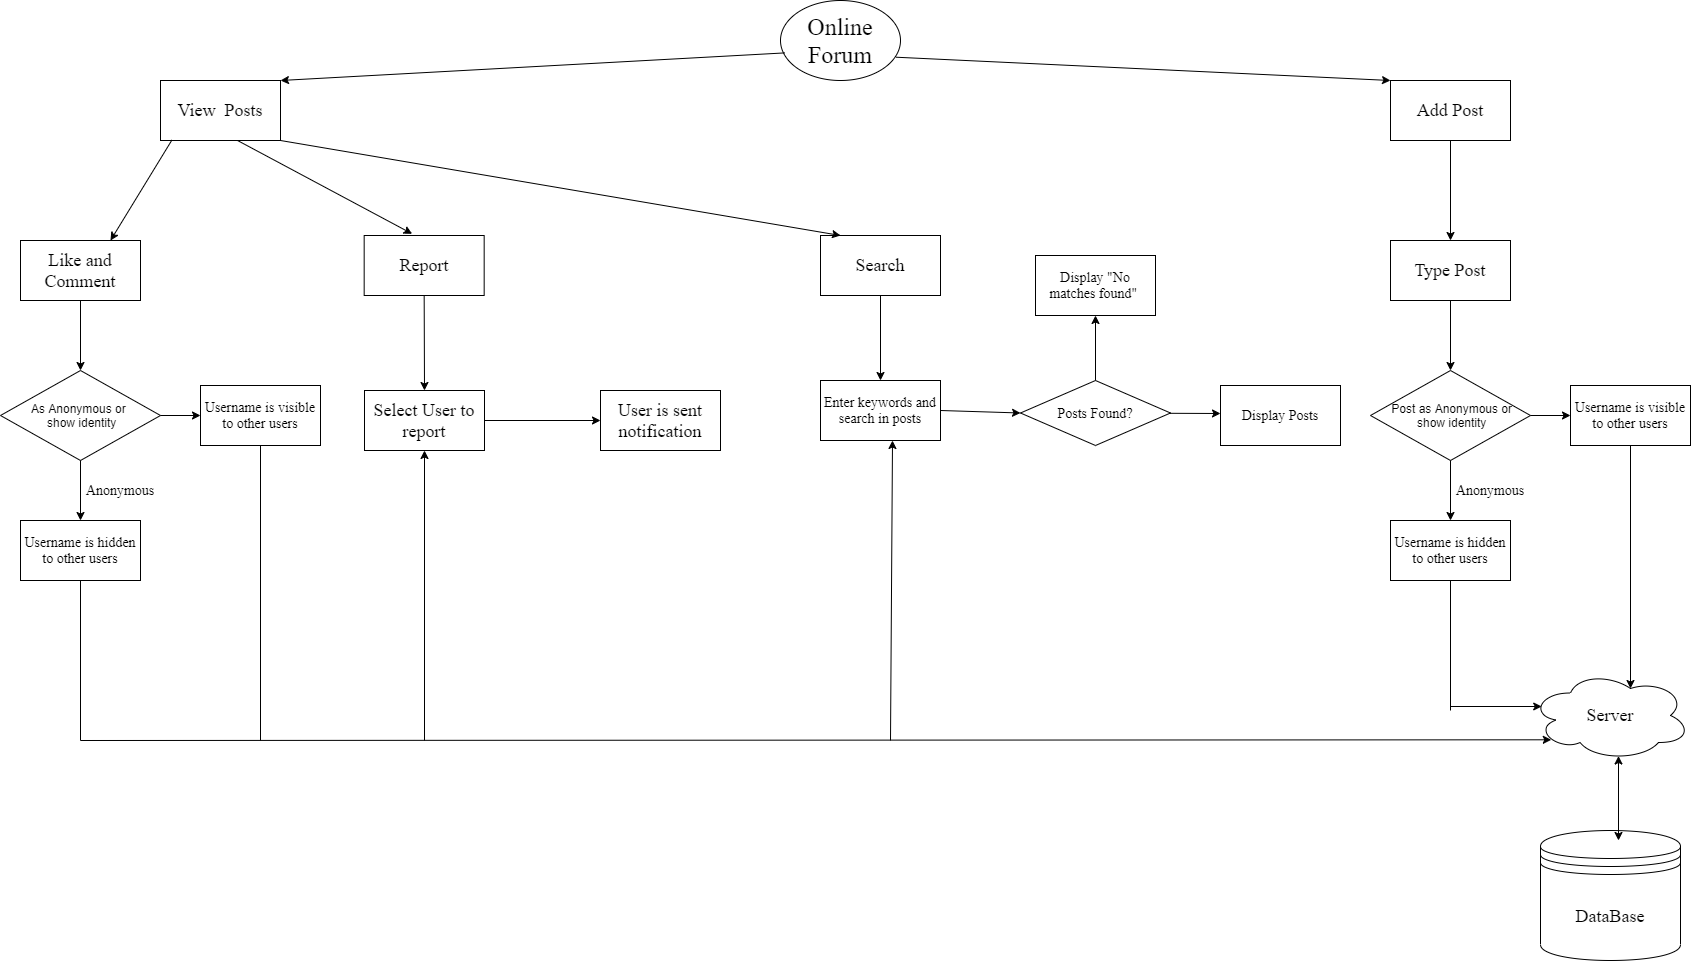 Online
Forum
View Posts
Add Post
Like and
Comment
Report
Search
Display "No
matches found"
Type Post
As Anonymous or
show identity
Username is visible
to other users
Select User to
report
User is sent
notification
Enter keywords and
search in posts
Posts Found?
Display Posts
Post as Anonymous or
show identity
Username is visible
to other users
Anonymous
Anonymous
Username is hidden
to other users
Username is hidden
to other users
Server
DataBase